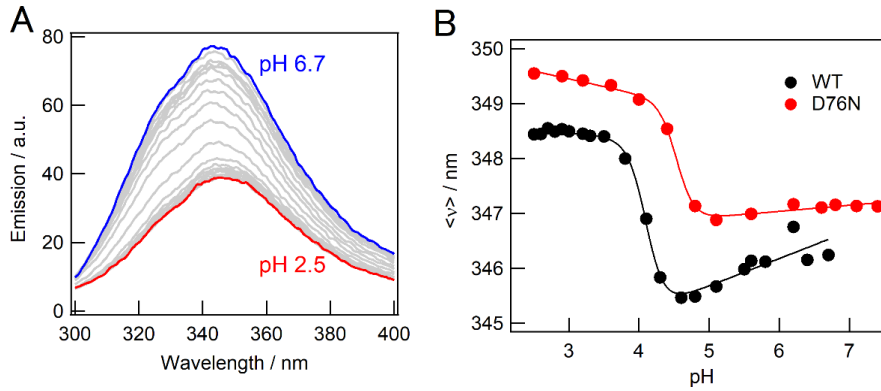 A
80
60
40
20
0
Emission / a.u.
pH 6.7
pH 2.5
300 320 340 360 380 400
Wavelength / nm
B
350
349
348
347
346
345
<ν> / nm
WT
D76N
3 4 5 6 7
pH